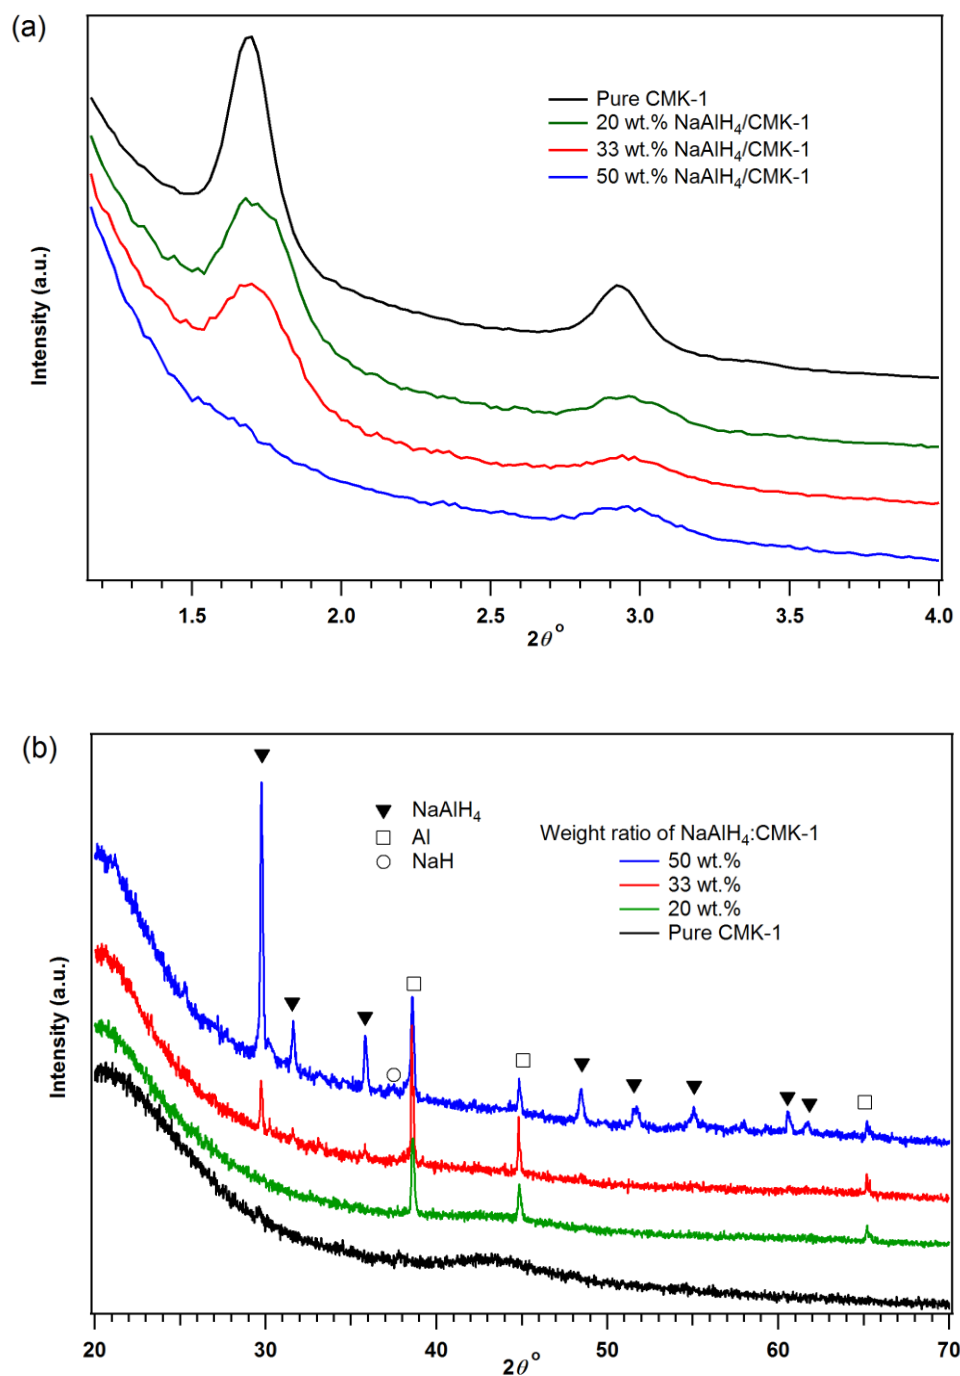 (a)
Pure CMK-1
20 wt.% NaAlH₄/CMK-1
33 wt.% NaAlH₄/CMK-1
50 wt.% NaAlH₄/CMK-1
Intensity (a.u.)
1.5 2.0 2.5 3.0 3.5 4.0
2θ°
(b)
NaAlH₄
Al
NaH
Weight ratio of NaAlH₄:CMK-1
50 wt.%
33 wt.%
20 wt.%
Pure CMK-1
Intensity (a.u.)
20 30 40 50 60 70
2θ°